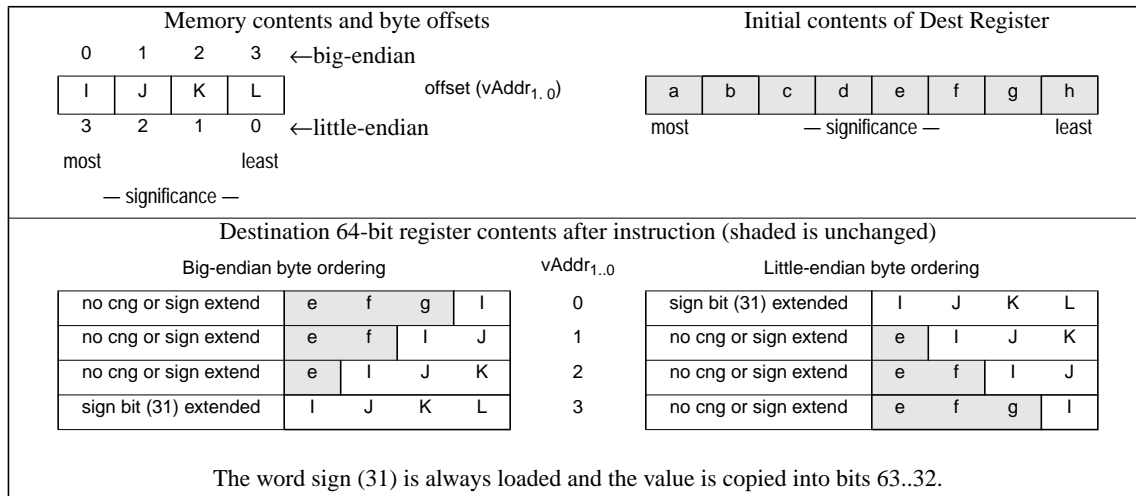 Memory contents and byte offsets
Initial contents of Dest Register
0 1 2 3 ←big-endian
I J K L
offset (vAddr1..0)
a b c d e f g h
3 2 1 0 ←little-endian
most — significance — least
most least
— significance —
Destination 64-bit register contents after instruction (shaded is unchanged)
Big-endian byte ordering vAddr1..0 Little-endian byte ordering
no cng or sign extend e f g I 0 sign bit (31) extended I J K L
no cng or sign extend e f I J 1 no cng or sign extend e I J K
no cng or sign extend e I J K 2 no cng or sign extend e f I J
sign bit (31) extended I J K L 3 no cng or sign extend e f g I
The word sign (31) is always loaded and the value is copied into bits 63..32.